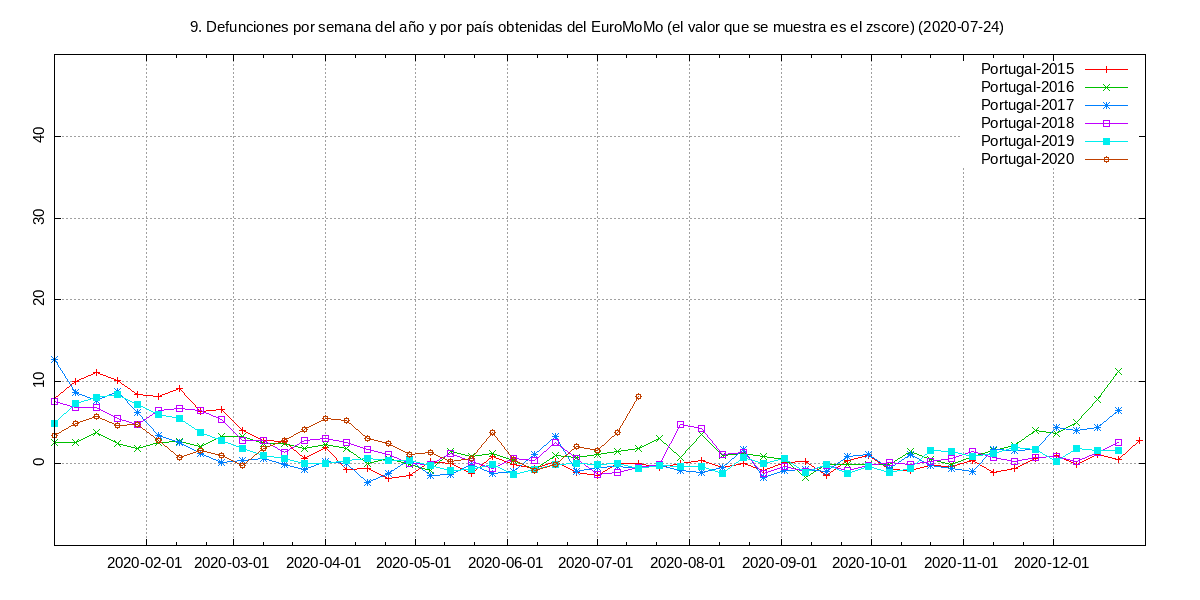 9. Defunciones por semana del año y por país obtenidas del EuroMoMo (el valor que se muestra es el zscore) (2020-07-24)
Portugal-2015
Portugal-2016
Portugal-2017
Portugal-2018
Portugal-2019
Portugal-2020
40
30
20
10
0
2020-02-01 2020-03-01 2020-04-01 2020-05-01 2020-06-01 2020-07-01 2020-08-01 2020-09-01 2020-10-01 2020-11-01 2020-12-01